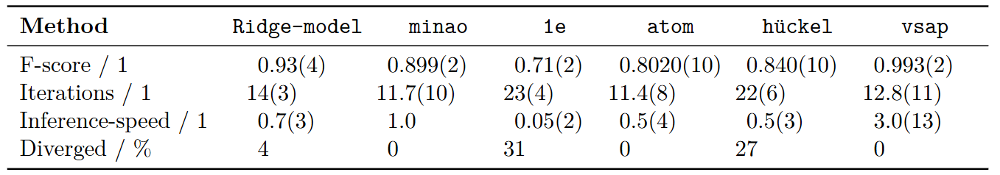 Method Ridge-model minao 1e atom hückel vsap
F-score / 1 0.93(4) 0.899(2) 0.71(2) 0.8020(10) 0.840(10) 0.993(2)
Iterations / 1 14(3) 11.7(10) 23(4) 11.4(8) 22(6) 12.8(11)
Inference-speed / 1 0.7(3) 1.0 0.05(2) 0.5(4) 0.5(3) 3.0(13)
Diverged / % 4 0 31 0 27 0